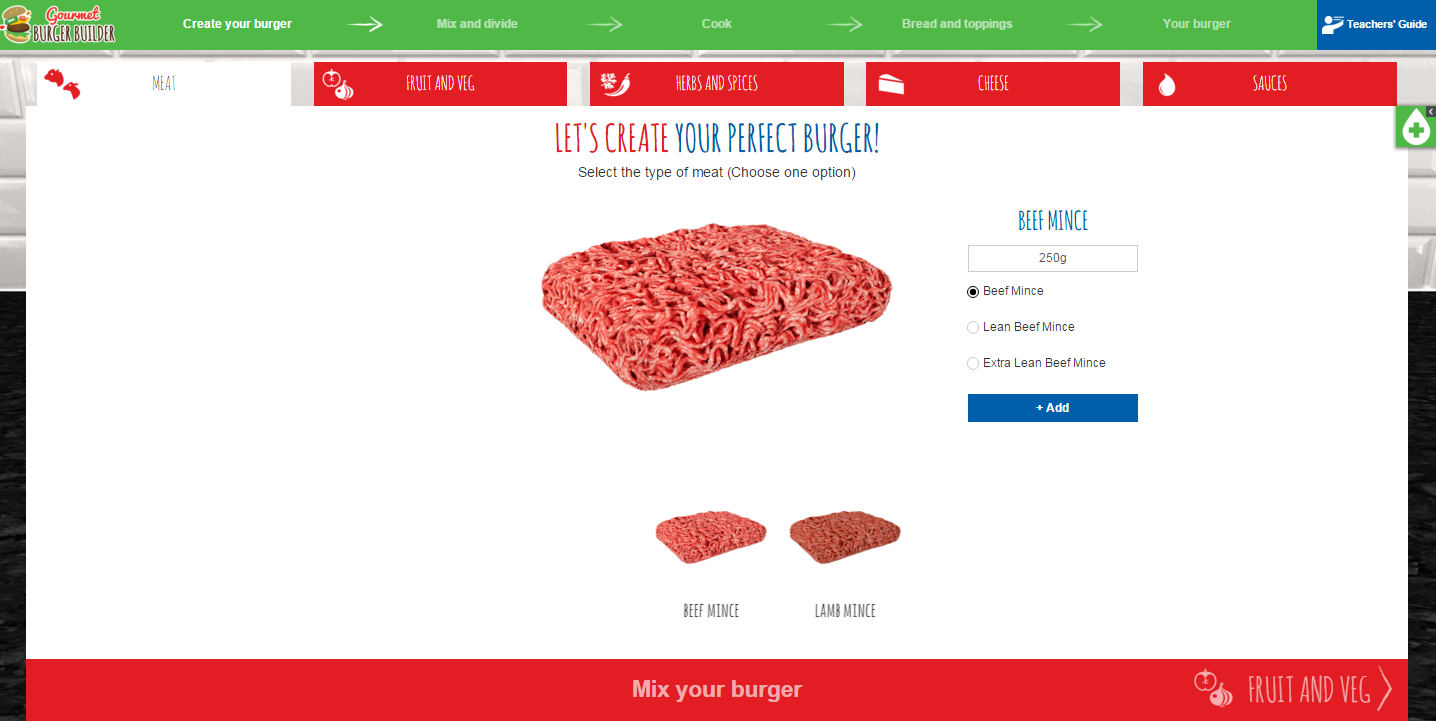 Gourmet
BURGER BUILDER
Create your burger
Mix and divide
Cook
Bread and toppings
Your burger
Teachers' Guide
MEAT
FRUIT AND VEG
HERBS AND SPICES
CHEESE
SAUCES
LET'S CREATE YOUR PERFECT BURGER!
Select the type of meat (Choose one option)
BEEF MINCE
250g
Beef Mince
Lean Beef Mince
Extra Lean Beef Mince
+ Add
BEEF MINCE
LAMB MINCE
Mix your burger
FRUIT AND VEG